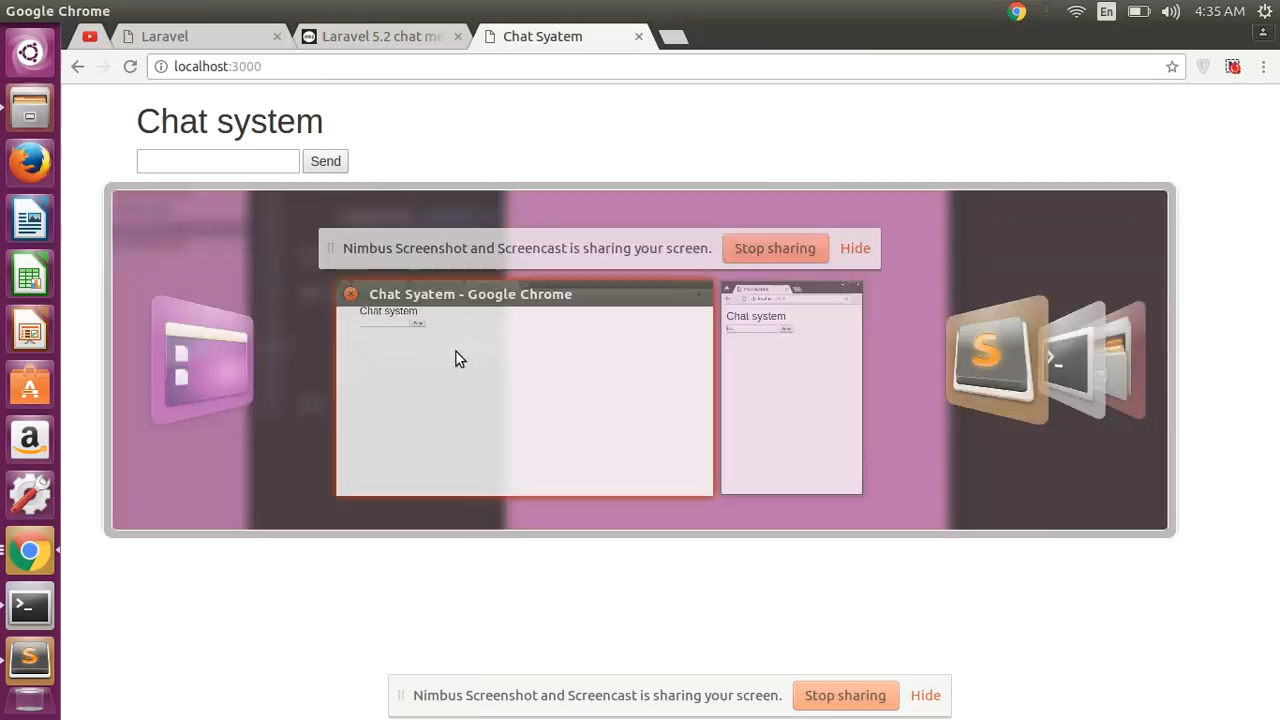 Google Chrome
En
4:35 AM
Laravel
Laravel 5.2 chat me
Chat Syatem
localhost:3000
Chat system
Send
Nimbus Screenshot and Screencast is sharing your screen.
Stop sharing
Hide
Chat Syatem - Google Chrome
Chat system
Chat system
Nimbus Screenshot and Screencast is sharing your screen.
Stop sharing
Hide